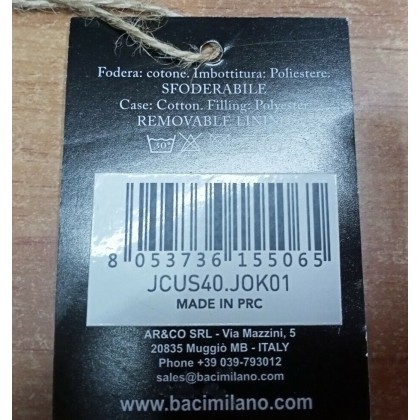 Fodera: cotone. Imbottitura: Poliestere.
SFODERABILE
Case: Cotton. Filling: Polyester.
REMOVABLE LINING
30°
8 053736 155065
JCUS40.JOK01
MADE IN PRC
AR&CO SRL - Via Mazzini, 5
20835 Muggiò MB - ITALY
Phone +39 039-793012
sales@bacimilano.com
www.bacimilano.com